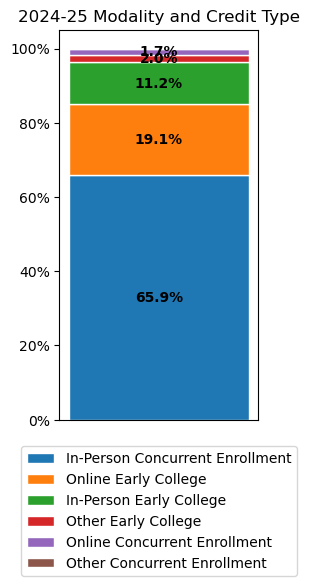 2024-25 Modality and Credit Type
100%
80%
60%
40%
20%
0%
1.7%
2.0%
11.2%
19.1%
65.9%
In-Person Concurrent Enrollment
Online Early College
In-Person Early College
Other Early College
Online Concurrent Enrollment
Other Concurrent Enrollment